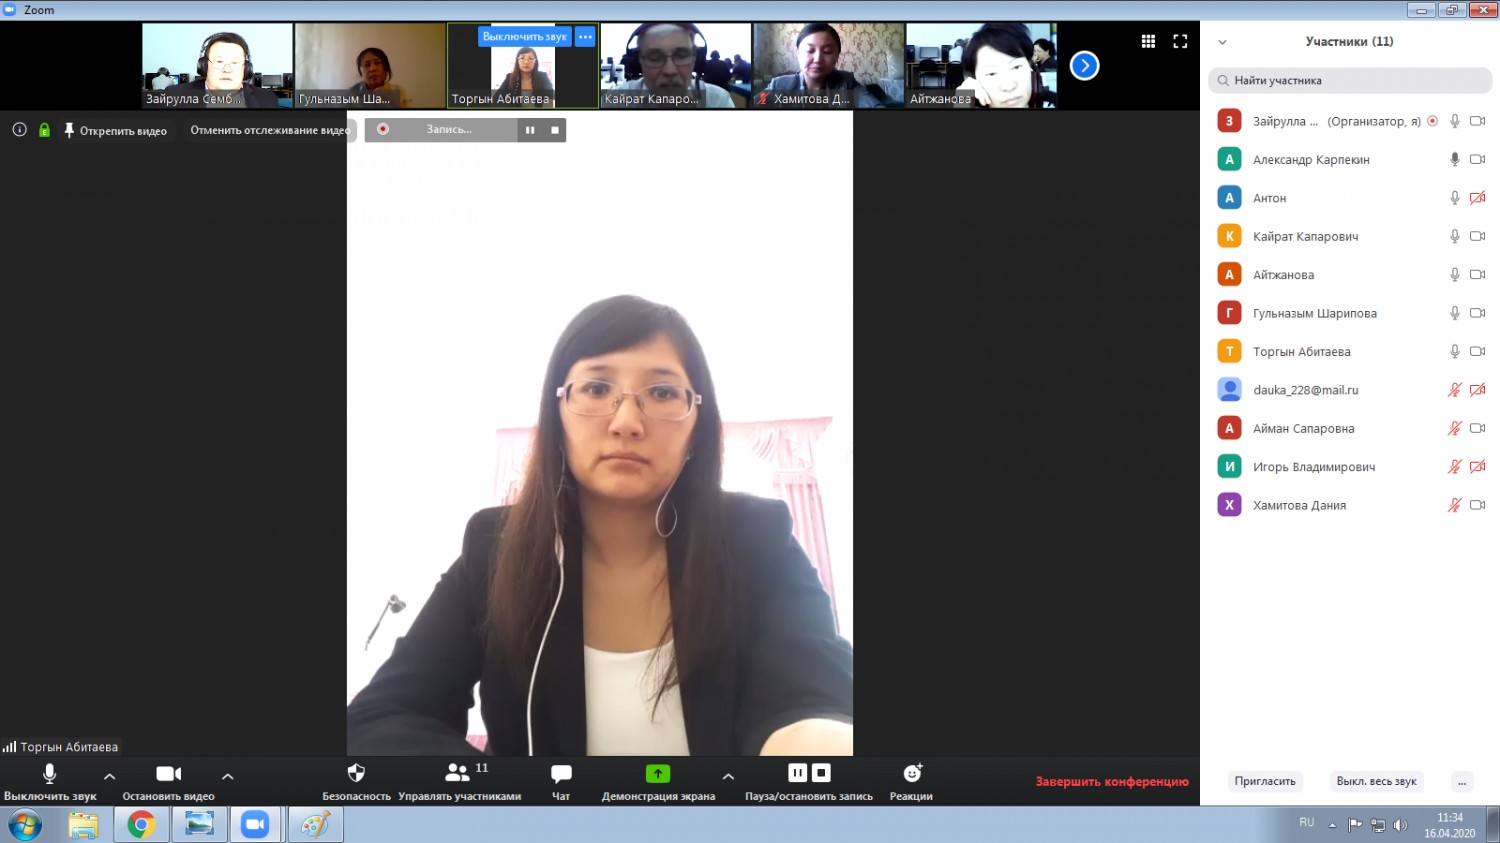 Zoom
Выключить звук
Зайрулла Семб...
Гульназым Ша...
Торгын Абитаева
Кайрат Капаро...
Хамитова Д...
Айтжанова
Открепить видео
Отменить отслеживание видео
Запись...
Торгын Абитаева
Участники (11)
Найти участника
З Зайрулла ... (Организатор, я)
А Александр Карпекин
А Антон
К Кайрат Капарович
А Айтжанова
Г Гульназым Шарипова
Т Торгын Абитаева
dauka_228@mail.ru
А Айман Сапаровна
И Игорь Владимирович
Х Хамитова Дания
Выключить звук
Остановить видео
Безопасность
Управлять участниками
11
Чат
Демонстрация экрана
Пауза/остановить запись
Реакции
Завершить конференцию
Пригласить
Выкл. весь звук
...
RU
11:34
16.04.2020